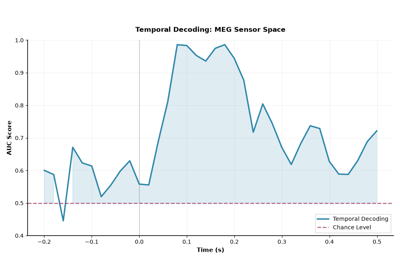 Temporal Decoding: MEG Sensor Space
1.0
0.9
0.8
0.7
0.6
0.5
0.4
AUC Score
−0.2 −0.1 0.0 0.1 0.2 0.3 0.4 0.5
Time (s)
Temporal Decoding
Chance Level